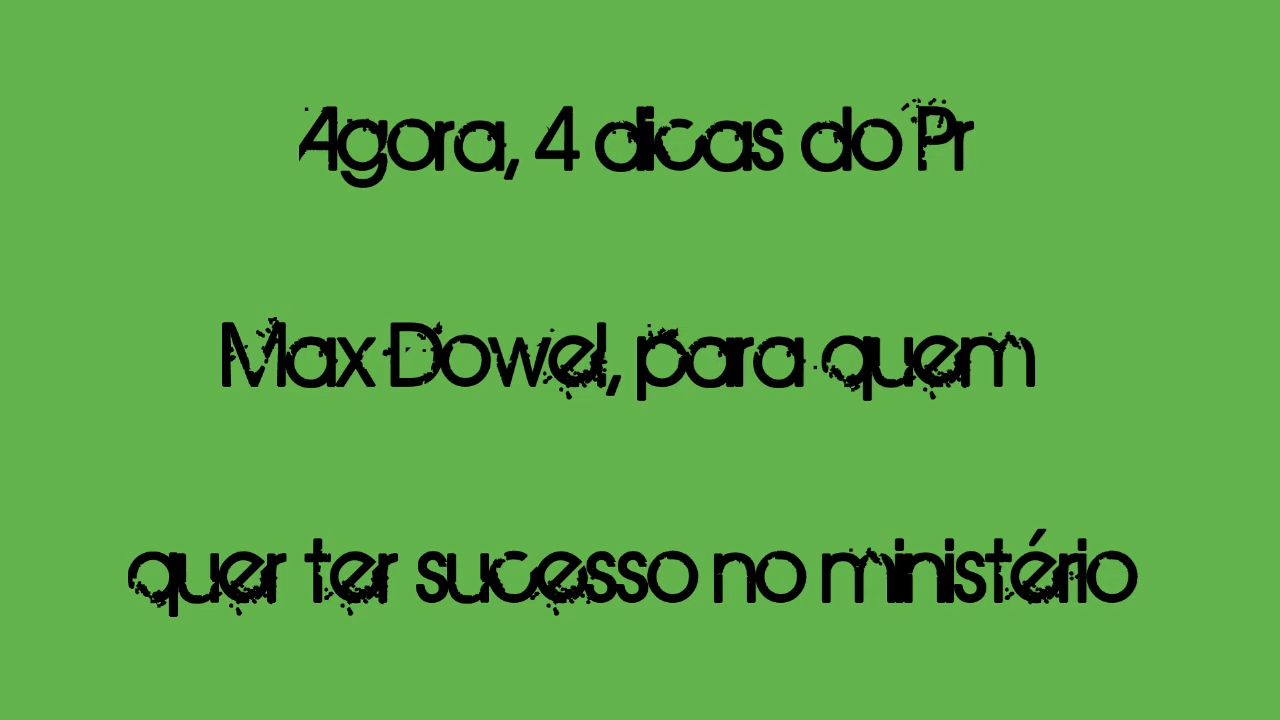 Agora, 4 dicas do Pr
Max Dowel, para quem
quer ter sucesso no ministério